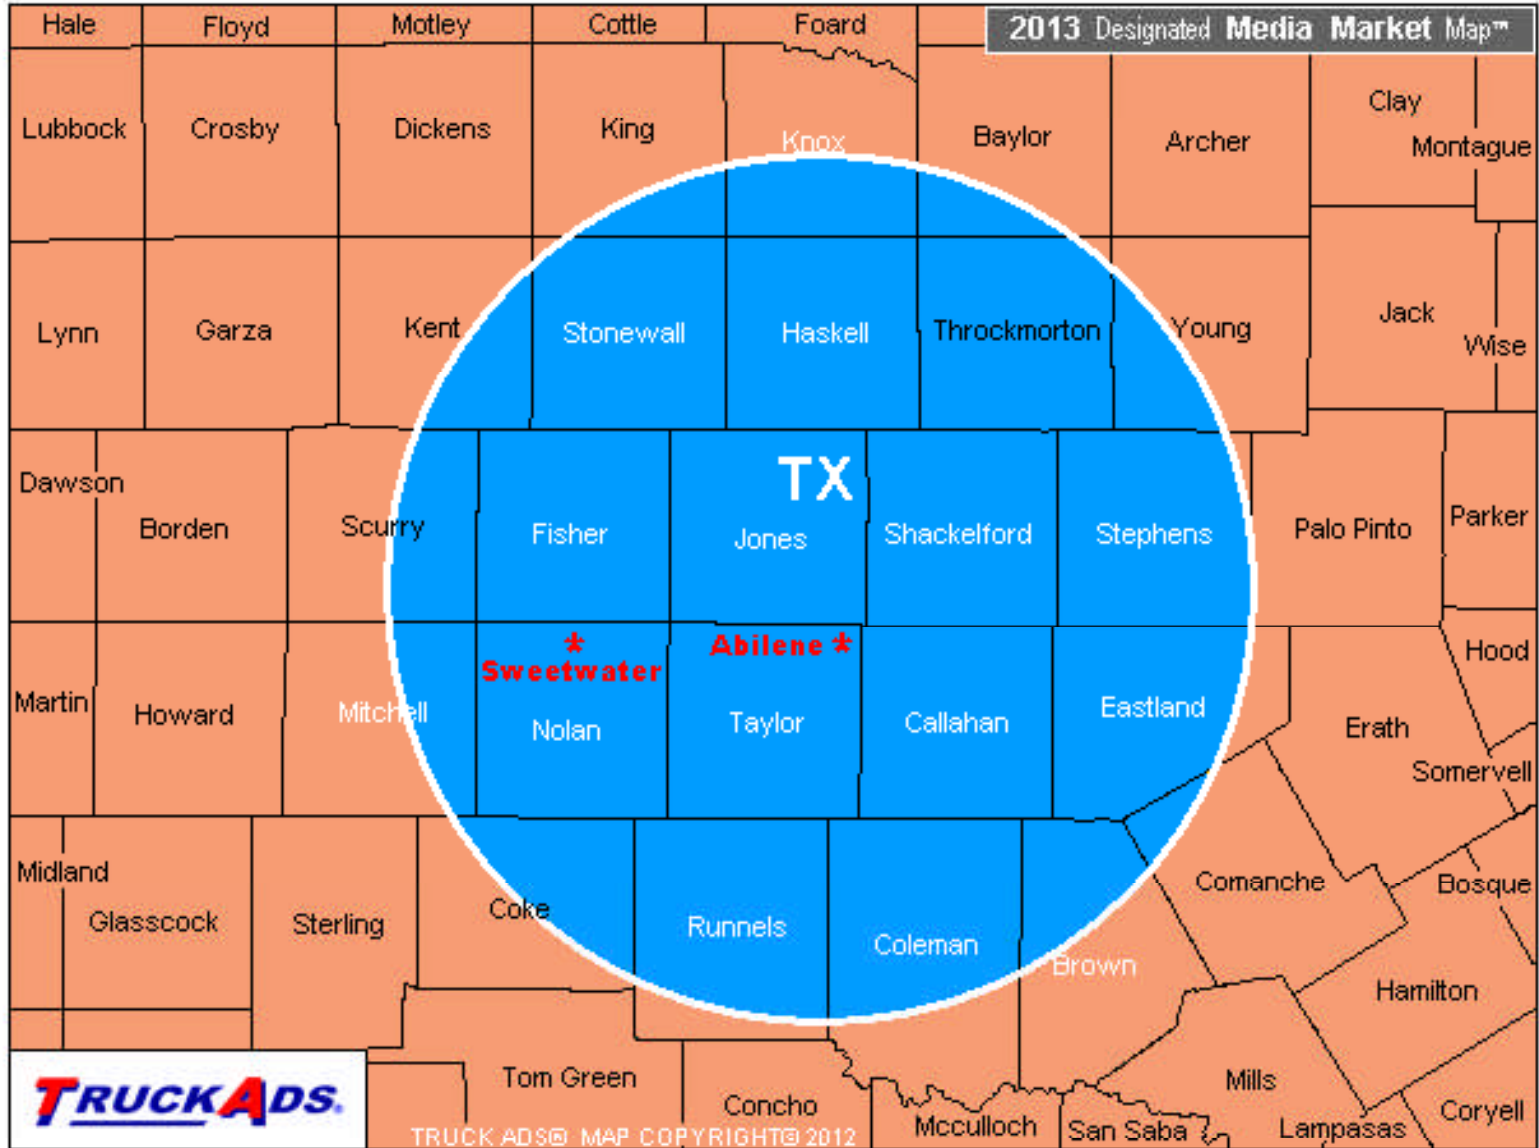 Hale Floyd Motley Cottle Foard
2013 Designated Media Market Map™
Lubbock Crosby Dickens King Knox Baylor Archer Clay
Montague
Lynn Garza Kent Stonewall Haskell Throckmorton Young Jack
Wise
TX
Dawson
Borden Scurry Fisher Jones Shackelford Stephens Palo Pinto Parker
* Abilene *
Sweetwater
Hood
Martin Howard Mitchell Nolan Taylor Callahan Eastland Erath
Somervell
Midland
Glasscock Sterling Coke Runnels Coleman Brown Comanche Bosque
Hamilton
Tom Green Concho Mills
Mcculloch San Saba Lampasas Coryell
TRUCKADS.
TRUCK ADS® MAP COPYRIGHT© 2012